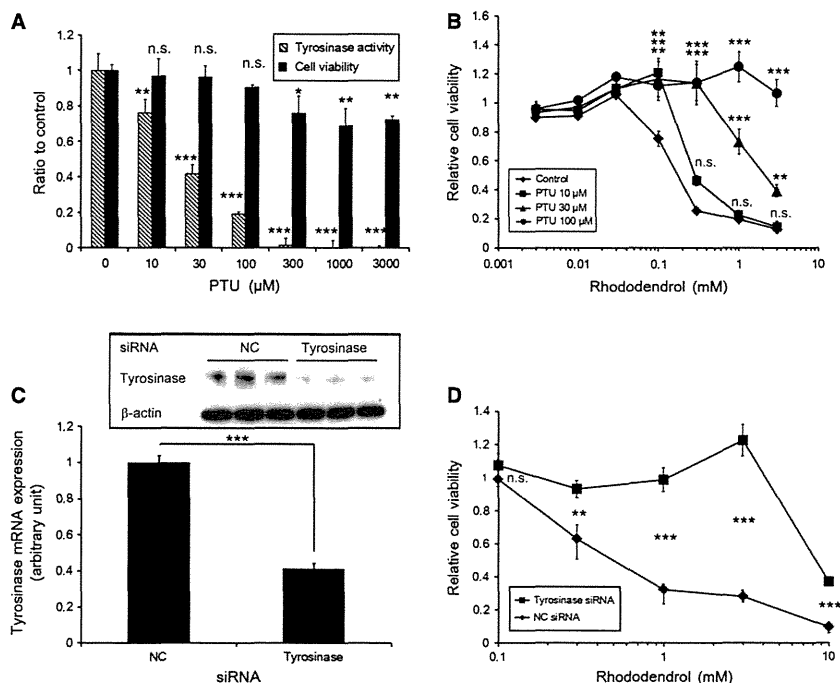 A
Ratio to control
1.2
1
0.8
0.6
0.4
0.2
0
n.s.
n.s.
n.s.
Tyrosinase activity
Cell viability
**
***
***
*
***
**
***
**
***
0 10 30 100 300 1000 3000
PTU (µM)
B
Relative cell viability
1.6
1.4
1.2
1
0.8
0.6
0.4
0.2
0
**
**
**
***
***
***
***
***
**
n.s.
n.s.
n.s.
Control
PTU 10 µM
PTU 30 µM
PTU 100 µM
0.001 0.01 0.1 1 10
Rhododendrol (mM)
siRNA NC Tyrosinase
Tyrosinase
β-actin
C
Tyrosinase mRNA expression
(arbitrary unit)
1.2
1
0.8
0.6
0.4
0.2
0
***
NC Tyrosinase
siRNA
D
Relative cell viability
1.4
1.2
1
0.8
0.6
0.4
0.2
0
n.s.
**
***
***
***
Tyrosinase siRNA
NC siRNA
0.1 1 10
Rhododendrol (mM)